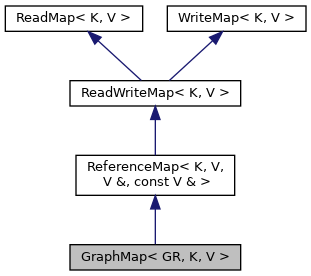 ReadMap< K, V >
WriteMap< K, V >
ReadWriteMap< K, V >
ReferenceMap< K, V,
V &, const V & >
GraphMap< GR, K, V >